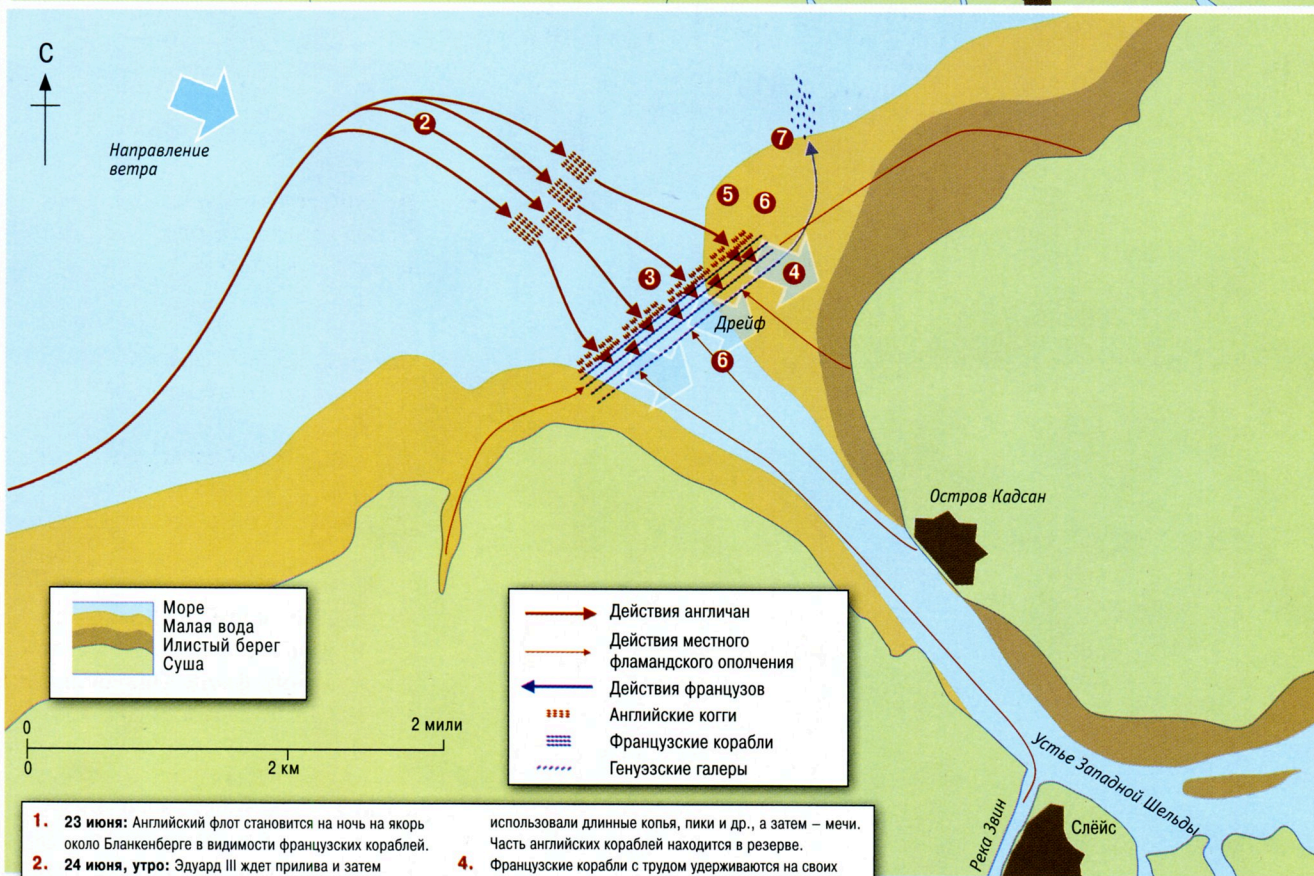 С
Направление
ветра
2
7
5
6
3
4
Дрейф
6
Остров Кадсан
Море
Малая вода
Илистый берег
Суша
Действия англичан
Действия местного
фламандского ополчения
Действия французов
Английские когги
Французские корабли
Генуэзские галеры
0
2 мили
0
2 км
Устье Западной Шельды
Река Звин
Слёйс
1. 23 июня: Английский флот становится на ночь на якорь
около Бланкенберге в видимости французских кораблей.
2. 24 июня, утро: Эдуард III ждет прилива и затем
использовали длинные копья, пики и др., а затем – мечи.
Часть английских кораблей находится в резерве.
4. Французские корабли с трудом удерживаются на своих